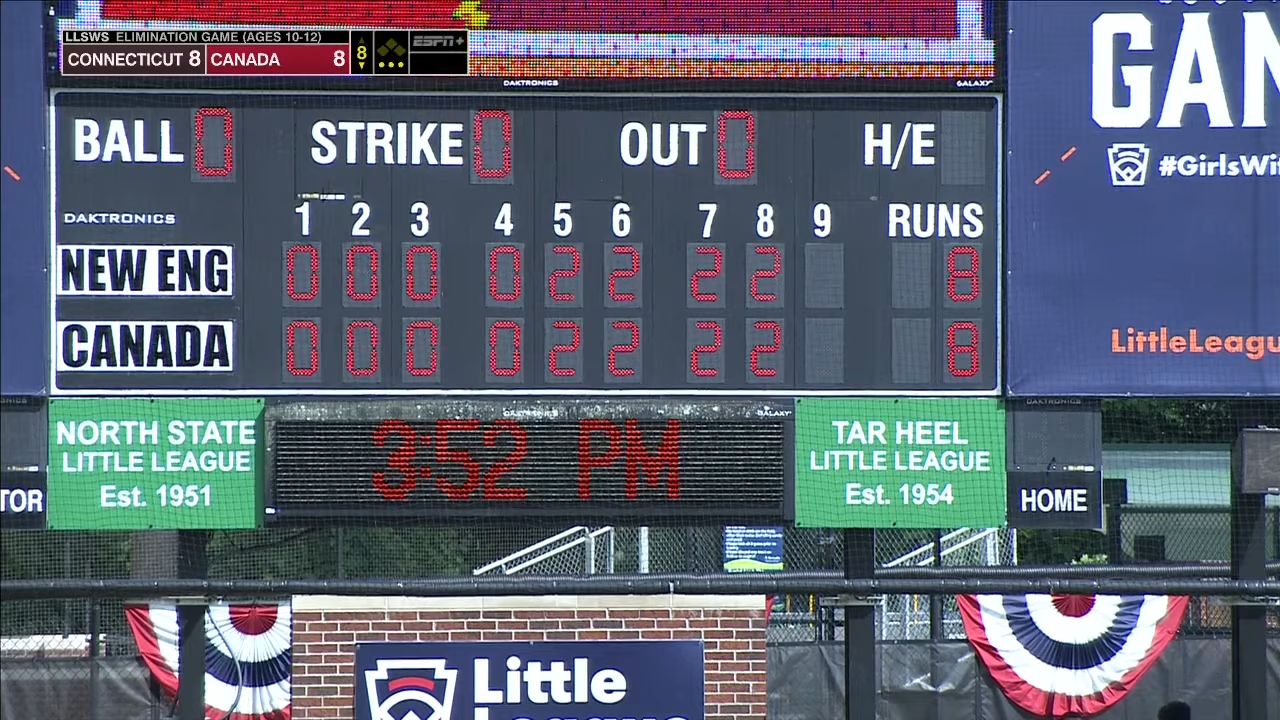 LLSWS ELIMINATION GAME (AGES 10-12)
CONNECTICUT 8 CANADA 8 8 ESPN+
DAKTRONICS GALAXY
BALL 0 STRIKE 0 OUT 0 H/E
DAKTRONICS 1 2 3 4 5 6 7 8 9 RUNS
NEW ENG 0 0 0 0 2 2 2 2 8
CANADA 0 0 0 0 2 2 2 2 8
GAN
#GirlsWit
LittleLeagu
DAKTRONICS GALAXY
DAKTRONICS
NORTH STATE
LITTLE LEAGUE
Est. 1951
3:52 PM
TAR HEEL
LITTLE LEAGUE
Est. 1954
TOR
HOME
Little
League